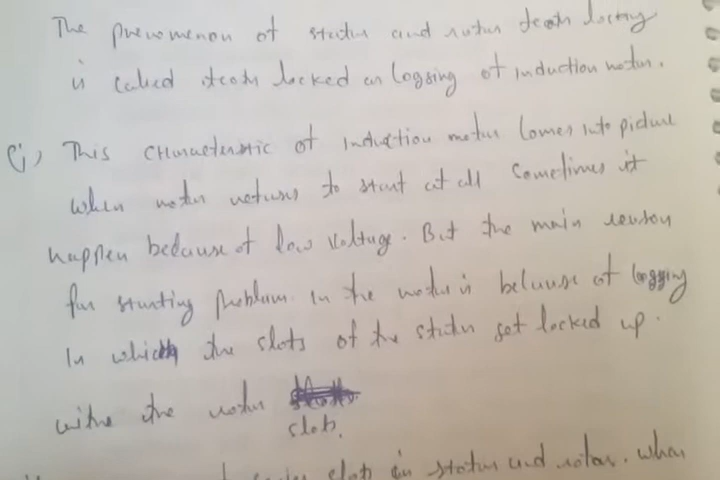 The phenomenon of stator and rotor teeth locking
is called teeth locked or Cogging of induction motor.
(i) This characteristic of induction motor comes into picture
when motor refuses to start at all sometimes it
happen because of low voltage. But the main reason
for starting problem. in the motor is because of cogging
In which the slots of the stator get locked up.
withe the rotor
slots.
slots in stator and rotor. when